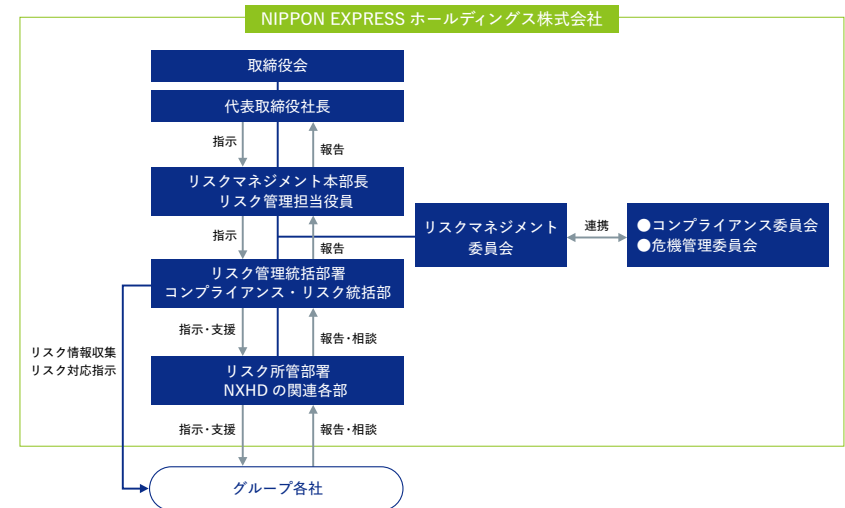 NIPPON EXPRESS ホールディングス株式会社
取締役会
代表取締役社長
指示
報告
リスクマネジメント本部長
リスク管理担当役員
リスクマネジメント
委員会
連携
●コンプライアンス委員会
●危機管理委員会
指示
報告
リスク管理統括部署
コンプライアンス・リスク統括部
指示・支援
報告・相談
リスク情報収集
リスク対応指示
リスク所管部署
NXHD の関連各部
指示・支援
報告・相談
グループ各社